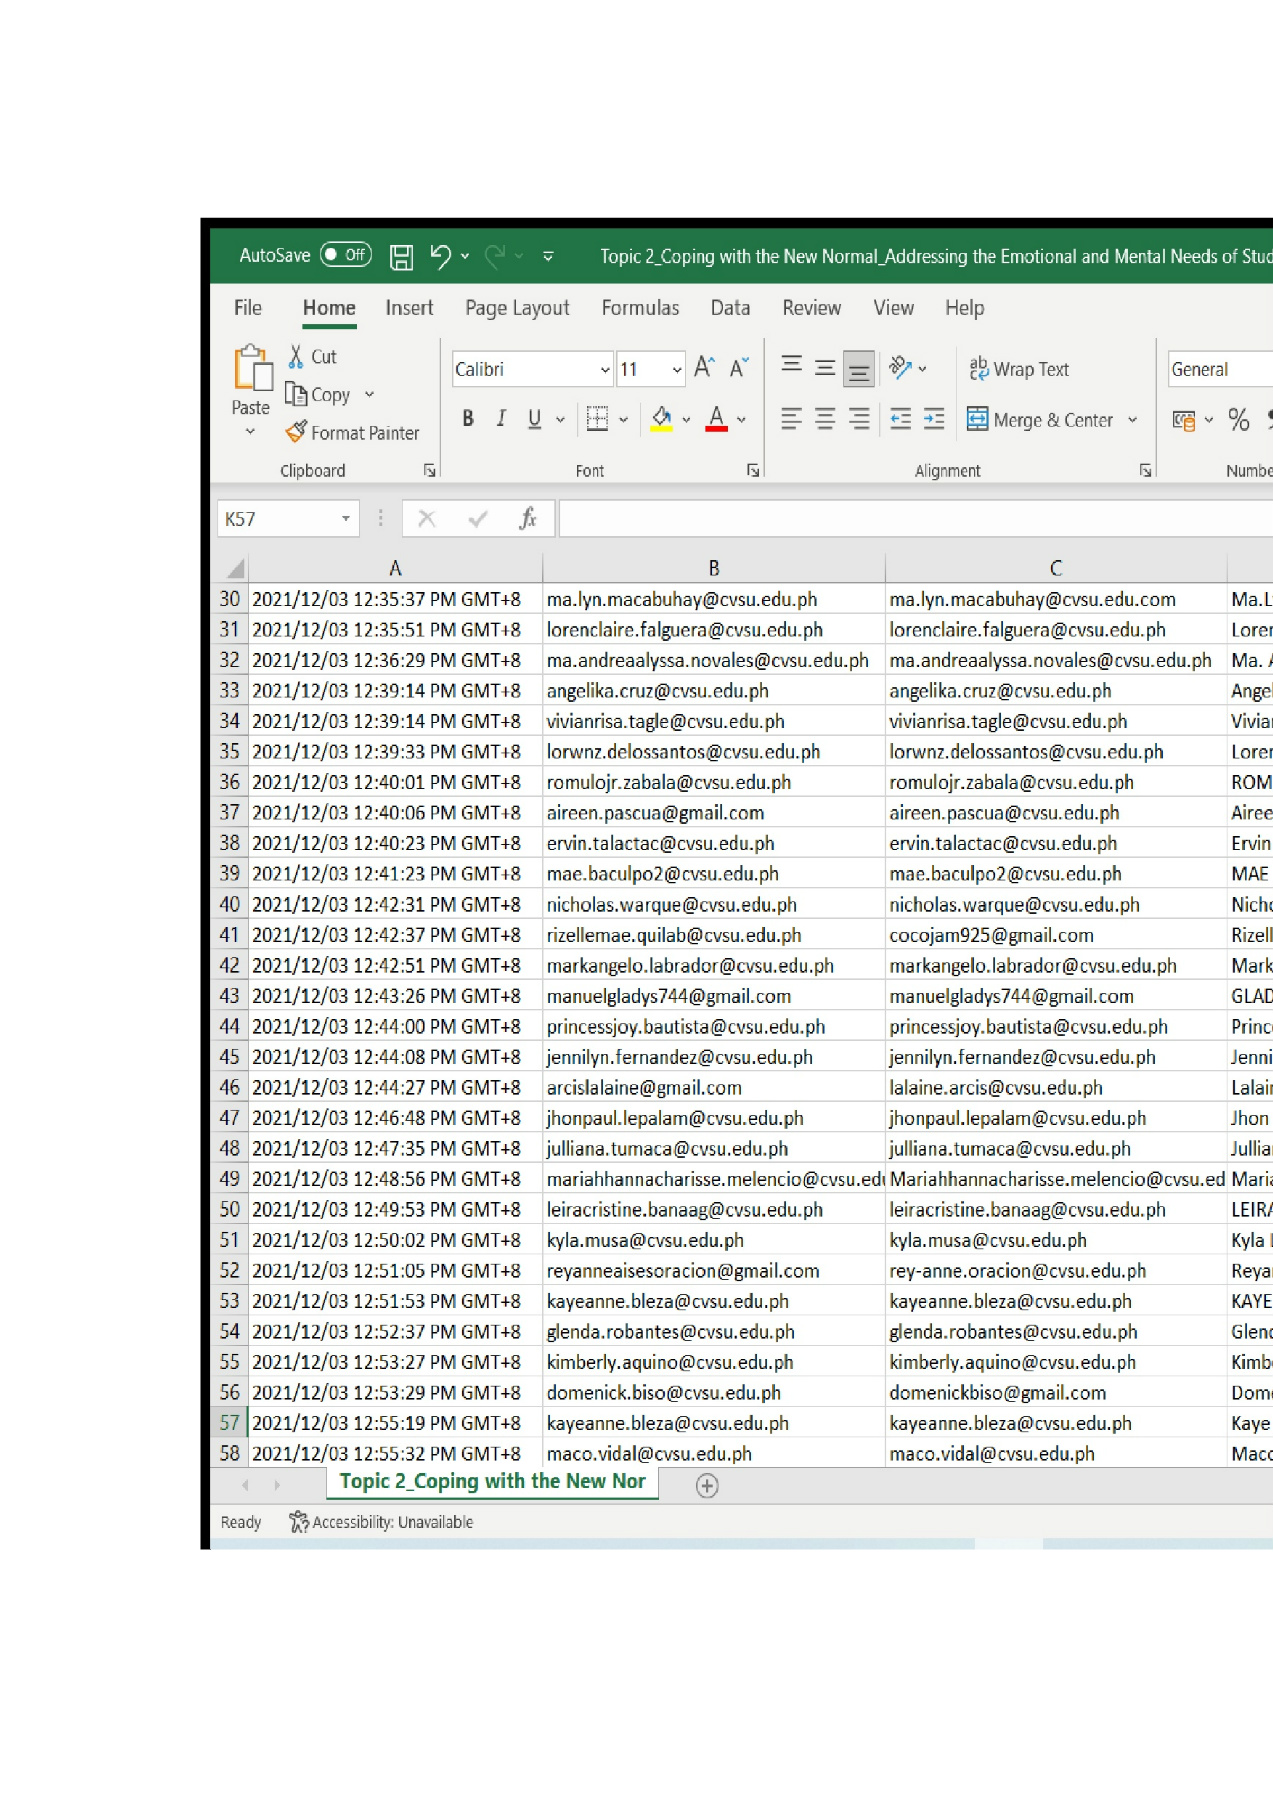 AutoSave Off Topic 2_Coping with the New Normal_Addressing the Emotional and Mental Needs of Stud
File Home Insert Page Layout Formulas Data Review View Help
Cut
Copy
Format Painter
Paste
Calibri 11
B I U A
ab Wrap Text
Merge & Center
General
%
Clipboard Font Alignment Numbe
K57 fx
A B C
30 2021/12/03 12:35:37 PM GMT+8 ma.lyn.macabuhay@cvsu.edu.ph ma.lyn.macabuhay@cvsu.edu.com Ma.Ly
31 2021/12/03 12:35:51 PM GMT+8 lorenclaire.falguera@cvsu.edu.ph lorenclaire.falguera@cvsu.edu.ph Loren
32 2021/12/03 12:36:29 PM GMT+8 ma.andreaalyssa.novales@cvsu.edu.ph ma.andreaalyssa.novales@cvsu.edu.ph Ma. A
33 2021/12/03 12:39:14 PM GMT+8 angelika.cruz@cvsu.edu.ph angelika.cruz@cvsu.edu.ph Angel
34 2021/12/03 12:39:14 PM GMT+8 vivianrisa.tagle@cvsu.edu.ph vivianrisa.tagle@cvsu.edu.ph Vivian
35 2021/12/03 12:39:33 PM GMT+8 lorwnz.delossantos@cvsu.edu.ph lorwnz.delossantos@cvsu.edu.ph Loren
36 2021/12/03 12:40:01 PM GMT+8 romulojr.zabala@cvsu.edu.ph romulojr.zabala@cvsu.edu.ph ROM
37 2021/12/03 12:40:06 PM GMT+8 aireen.pascua@gmail.com aireen.pascua@cvsu.edu.ph Airee
38 2021/12/03 12:40:23 PM GMT+8 ervin.talactac@cvsu.edu.ph ervin.talactac@cvsu.edu.ph Ervin
39 2021/12/03 12:41:23 PM GMT+8 mae.baculpo2@cvsu.edu.ph mae.baculpo2@cvsu.edu.ph MAE
40 2021/12/03 12:42:31 PM GMT+8 nicholas.warque@cvsu.edu.ph nicholas.warque@cvsu.edu.ph Nicho
41 2021/12/03 12:42:37 PM GMT+8 rizellemae.quilab@cvsu.edu.ph cocojam925@gmail.com Rizell
42 2021/12/03 12:42:51 PM GMT+8 markangelo.labrador@cvsu.edu.ph markangelo.labrador@cvsu.edu.ph Mark
43 2021/12/03 12:43:26 PM GMT+8 manuelgladys744@gmail.com manuelgladys744@gmail.com GLAD
44 2021/12/03 12:44:00 PM GMT+8 princessjoy.bautista@cvsu.edu.ph princessjoy.bautista@cvsu.edu.ph Princ
45 2021/12/03 12:44:08 PM GMT+8 jennilyn.fernandez@cvsu.edu.ph jennilyn.fernandez@cvsu.edu.ph Jenni
46 2021/12/03 12:44:27 PM GMT+8 arcislalaine@gmail.com lalaine.arcis@cvsu.edu.ph Lalain
47 2021/12/03 12:46:48 PM GMT+8 jhonpaul.lepalam@cvsu.edu.ph jhonpaul.lepalam@cvsu.edu.ph Jhon
48 2021/12/03 12:47:35 PM GMT+8 julliana.tumaca@cvsu.edu.ph julliana.tumaca@cvsu.edu.ph Jullia
49 2021/12/03 12:48:56 PM GMT+8 mariahhannacharisse.melencio@cvsu.edu Mariahhannacharisse.melencio@cvsu.ed Maria
50 2021/12/03 12:49:53 PM GMT+8 leiracristine.banaag@cvsu.edu.ph leiracristine.banaag@cvsu.edu.ph LEIRA
51 2021/12/03 12:50:02 PM GMT+8 kyla.musa@cvsu.edu.ph kyla.musa@cvsu.edu.ph Kyla
52 2021/12/03 12:51:05 PM GMT+8 reyanneaisesoracion@gmail.com rey-anne.oracion@cvsu.edu.ph Reyan
53 2021/12/03 12:51:53 PM GMT+8 kayeanne.bleza@cvsu.edu.ph kayeanne.bleza@cvsu.edu.ph KAYE
54 2021/12/03 12:52:37 PM GMT+8 glenda.robantes@cvsu.edu.ph glenda.robantes@cvsu.edu.ph Glend
55 2021/12/03 12:53:27 PM GMT+8 kimberly.aquino@cvsu.edu.ph kimberly.aquino@cvsu.edu.ph Kimb
56 2021/12/03 12:53:29 PM GMT+8 domenick.biso@cvsu.edu.ph domenickbiso@gmail.com Dome
57 2021/12/03 12:55:19 PM GMT+8 kayeanne.bleza@cvsu.edu.ph kayeanne.bleza@cvsu.edu.ph Kaye
58 2021/12/03 12:55:32 PM GMT+8 maco.vidal@cvsu.edu.ph maco.vidal@cvsu.edu.ph Maco
Topic 2_Coping with the New Nor
Ready Accessibility: Unavailable